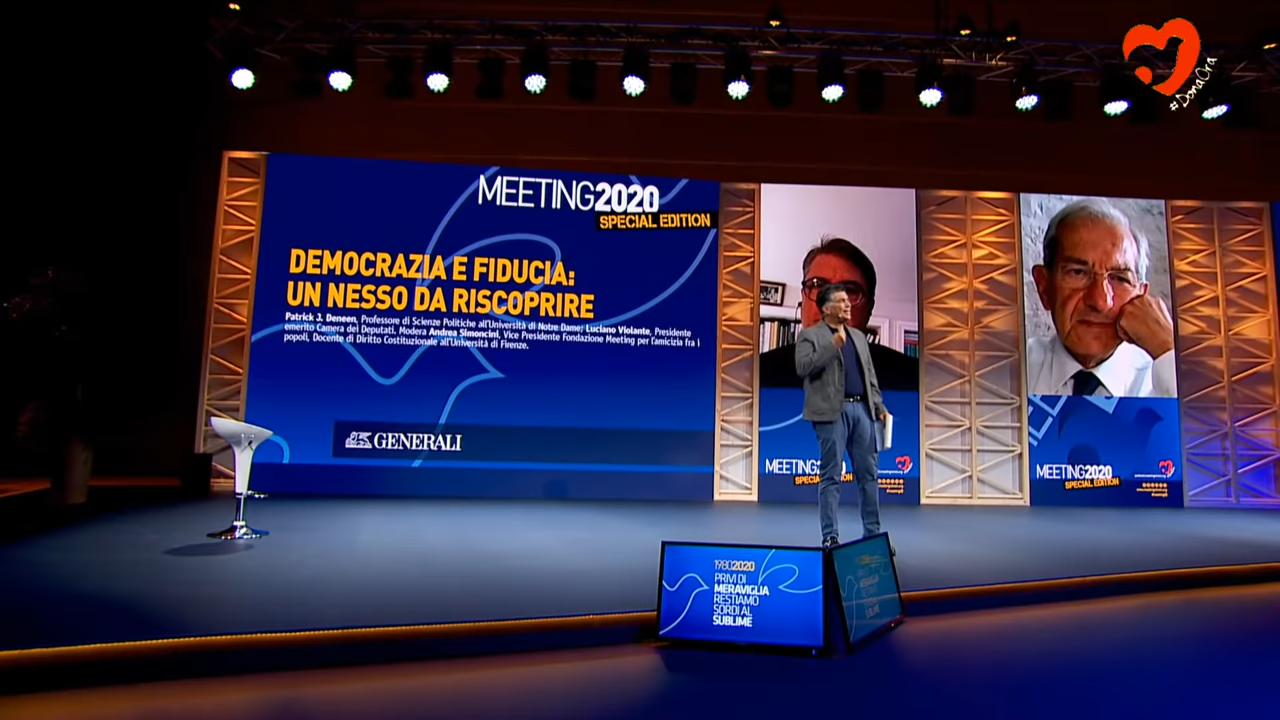 #DonaOra
MEETING2020
SPECIAL EDITION
DEMOCRAZIA E FIDUCIA:
UN NESSO DA RISCOPRIRE
Patrick J. Deneen, Professore di Scienze Politiche all'Università di Notre Dame; Luciano Violante, Presidente
emerito Camera dei Deputati. Modera Andrea Simoncini, Vice Presidente Fondazione Meeting per l'amicizia fra i
popoli, Docente di Diritto Costituzionale all'Università di Firenze.
GENERALI
MEETING2020
SPECIAL EDITION
MEETING2020
SPECIAL EDITION
19802020
PRIVI DI
MERAVIGLIA
RESTIAMO
SORDI AL
SUBLIME